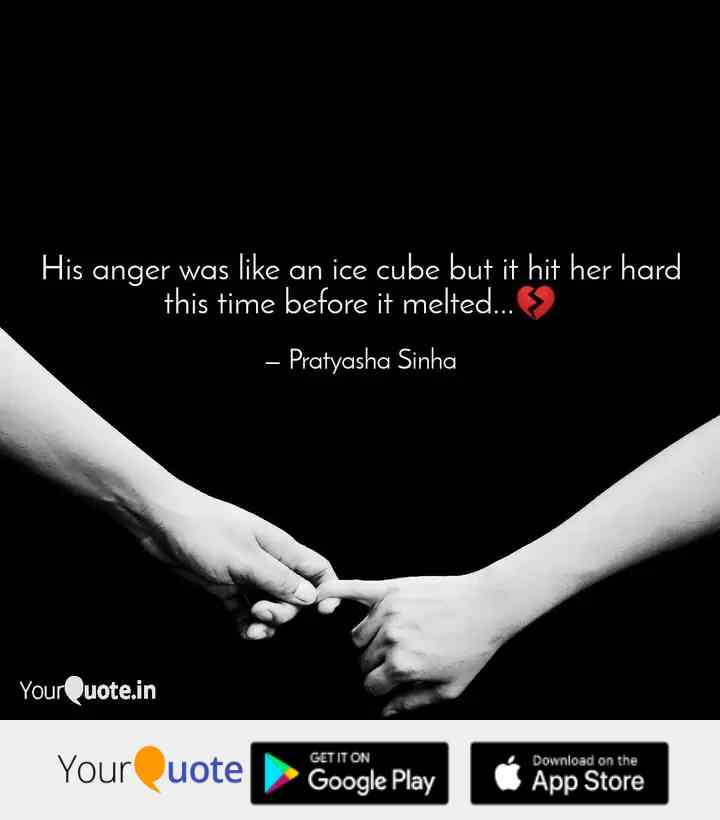 His anger was like an ice cube but it hit her hard
this time before it melted...💔
– Pratyasha Sinha
YourQuote.in
YourQuote
GET IT ON
Google Play
Download on the
App Store